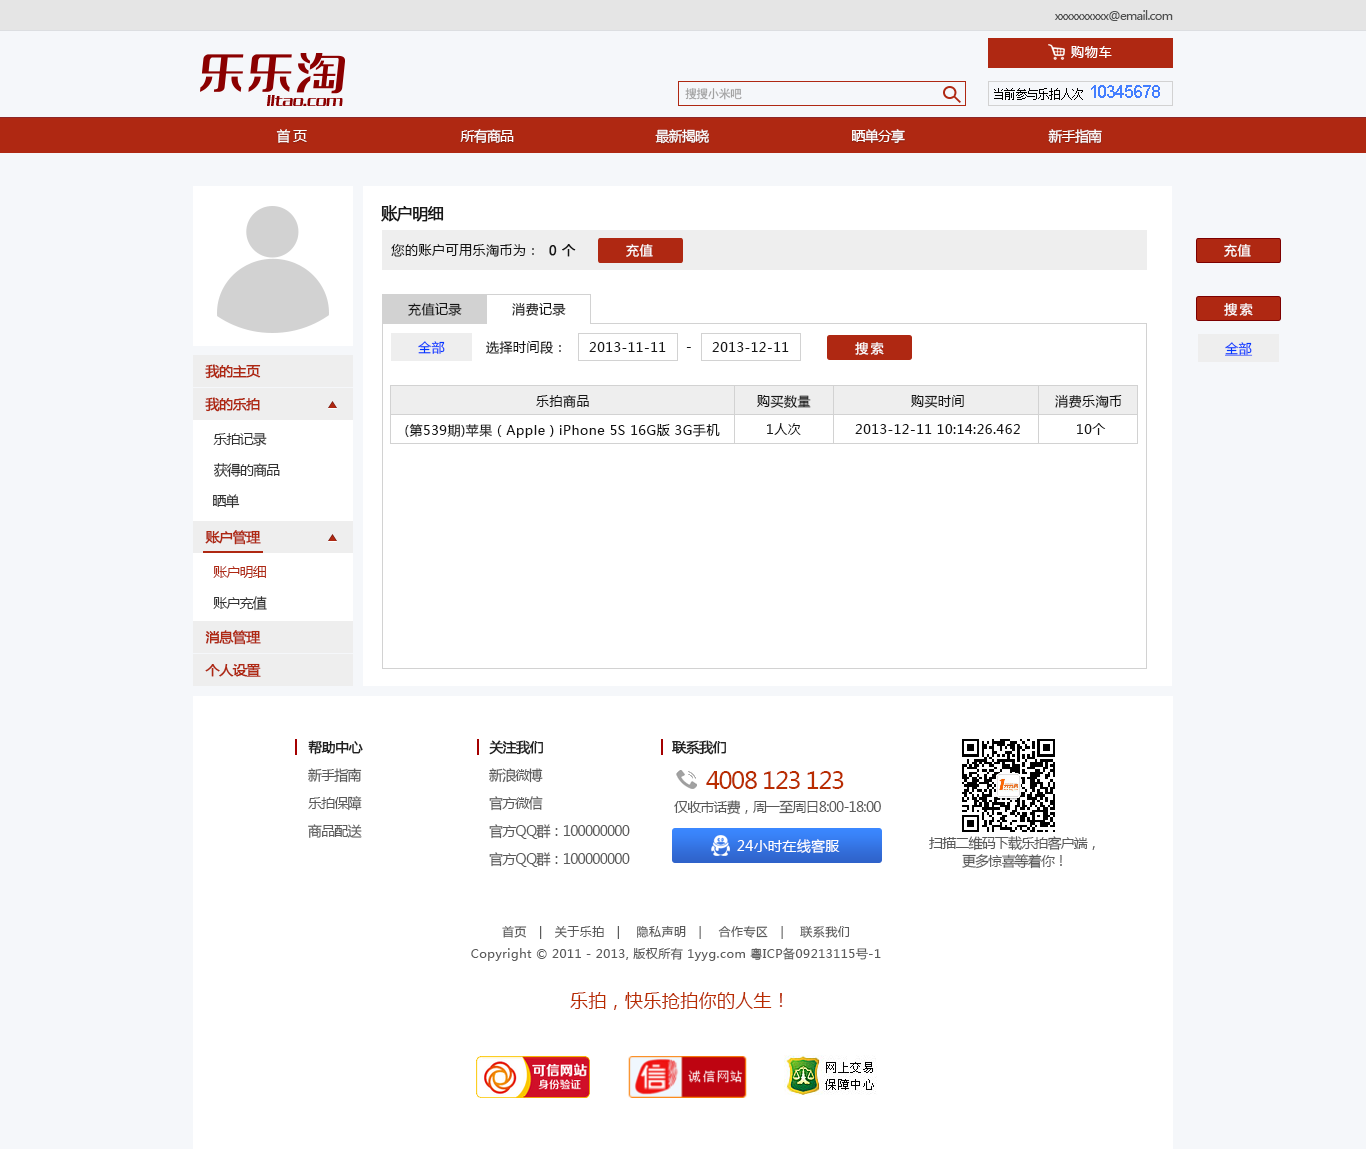 xxxxxxxxxx@email.com
乐乐淘
lltao.com
购物车
搜搜小米吧
当前参与乐拍人次 10345678
首 页 所有商品 最新揭晓 晒单分享 新手指南
账户明细
您的账户可用乐淘币为： 0 个 充值
充值
充值记录 消费记录
搜索
全部 选择时间段： 2013-11-11 - 2013-12-11 搜索
全部
乐拍商品 购买数量 购买时间 消费乐淘币
(第539期)苹果（Apple）iPhone 5S 16G版 3G手机 1人次 2013-12-11 10:14:26.462 10个
我的主页
我的乐拍
乐拍记录
获得的商品
晒单
账户管理
账户明细
账户充值
消息管理
个人设置
帮助中心
新手指南
乐拍保障
商品配送
关注我们
新浪微博
官方微信
官方QQ群：100000000
官方QQ群：100000000
联系我们
4008 123 123
仅收市话费，周一至周日8:00-18:00
24小时在线客服
扫描二维码下载乐拍客户端，
更多惊喜等着你！
首页 | 关于乐拍 | 隐私声明 | 合作专区 | 联系我们
Copyright © 2011 - 2013, 版权所有 1yyg.com 粤ICP备09213115号-1
乐拍，快乐抢拍你的人生！
可信网站
身份验证
信 诚信网站
网上交易
保障中心